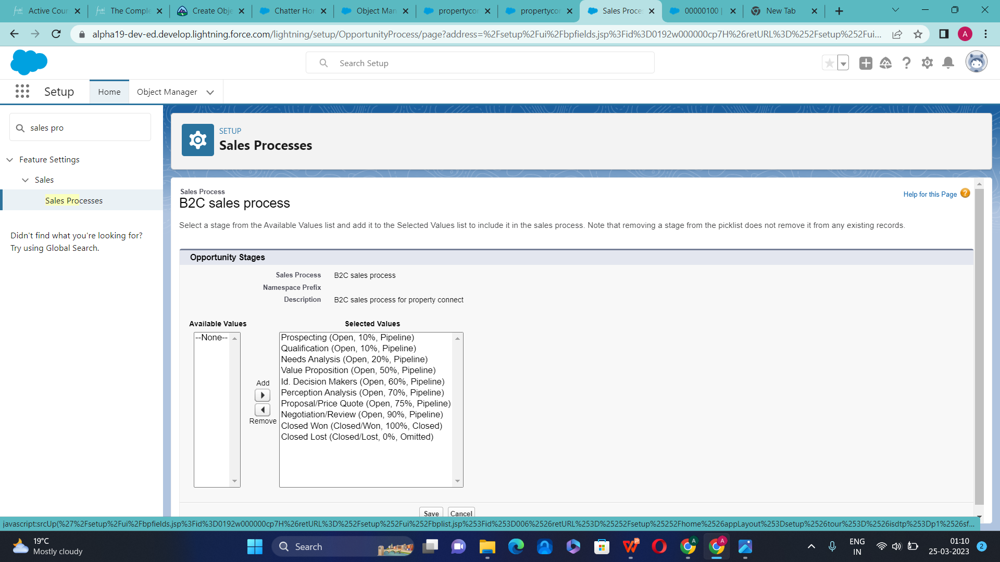 Active Cour
The Comple
Create Obje
Chatter Hor
Object Man
propertycor
propertycor
Sales Proce
00000100 |
New Tab
alpha19-dev-ed.develop.lightning.force.com/lightning/setup/OpportunityProcess/page?address=%2Fsetup%2Fui%2Fbpfields.jsp%3Fid%3D0192w000000cp7H%26retURL%3D%252Fsetup%252Fui...
A
Search Setup
Setup
Home
Object Manager
sales pro
Feature Settings
Sales
Sales Processes
Didn't find what you're looking for?
Try using Global Search.
SETUP
Sales Processes
Sales Process
B2C sales process
Help for this Page
Select a stage from the Available Values list and add it to the Selected Values list to include it in the sales process. Note that removing a stage from the picklist does not remove it from any existing records.
Opportunity Stages
Sales Process B2C sales process
Namespace Prefix
Description B2C sales process for property connect
Available Values
Selected Values
--None--
Add
Remove
Prospecting (Open, 10%, Pipeline)
Qualification (Open, 10%, Pipeline)
Needs Analysis (Open, 20%, Pipeline)
Value Proposition (Open, 50%, Pipeline)
Id. Decision Makers (Open, 60%, Pipeline)
Perception Analysis (Open, 70%, Pipeline)
Proposal/Price Quote (Open, 75%, Pipeline)
Negotiation/Review (Open, 90%, Pipeline)
Closed Won (Closed/Won, 100%, Closed)
Closed Lost (Closed/Lost, 0%, Omitted)
Save
Cancel
javascript:srcUp(%27%2Fsetup%2Fui%2Fbpfields.jsp%3Fid%3D0192w000000cp7H%26retURL%3D%252Fsetup%252Fui%252Fbplist.jsp%253Fid%253D006%2526retURL%253D%25252Fsetup%25252Fhome%2526appLayout%253Dsetup%2526tour%253D%2526isdtp%253Dp1%2526sf...
19°C
Mostly cloudy
Search
ENG
IN
01:10
25-03-2023
2